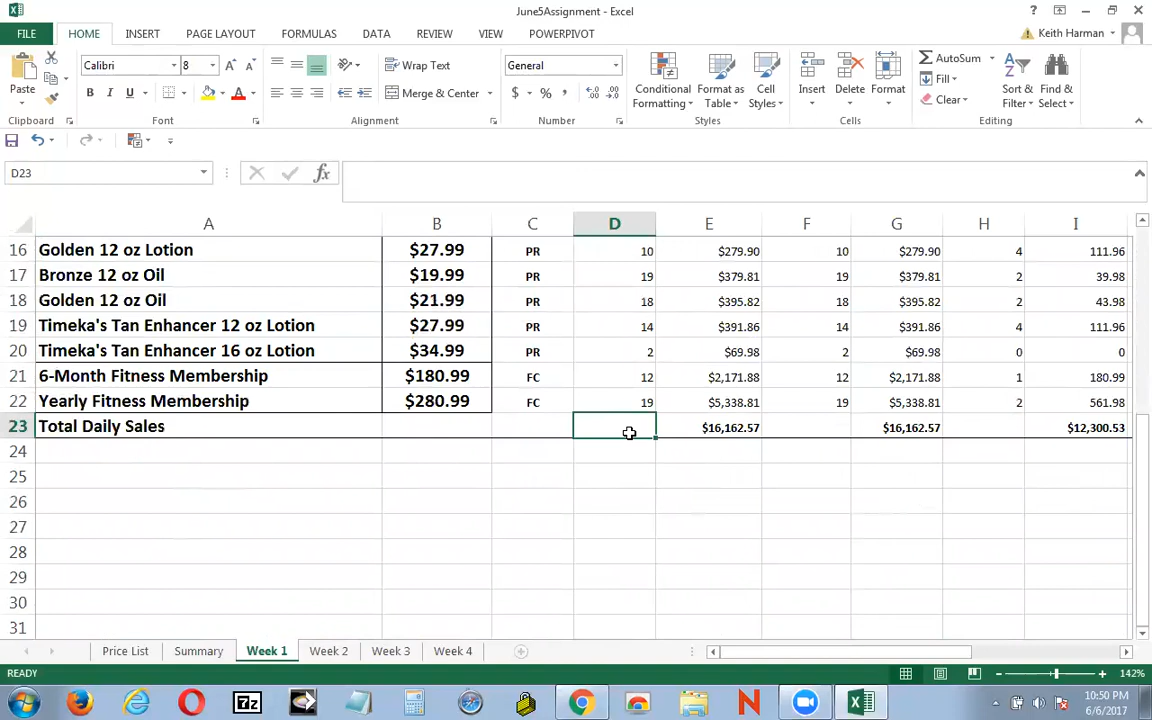 June5Assignment - Excel
?
FILE HOME INSERT PAGE LAYOUT FORMULAS DATA REVIEW VIEW POWERPIVOT Keith Harman
Calibri 8 A A Wrap Text General AutoSum
Fill
Paste B I U A Merge & Center $ % , Conditional Formatting Format as Table Cell Styles Insert Delete Format Clear Sort & Filter Find & Select
Clipboard Font Alignment Number Styles Cells Editing
D23 fx
A B C D E F G H I
16 Golden 12 oz Lotion $27.99 PR 10 $279.90 10 $279.90 4 111.96
17 Bronze 12 oz Oil $19.99 PR 19 $379.81 19 $379.81 2 39.98
18 Golden 12 oz Oil $21.99 PR 18 $395.82 18 $395.82 2 43.98
19 Timeka's Tan Enhancer 12 oz Lotion $27.99 PR 14 $391.86 14 $391.86 4 111.96
20 Timeka's Tan Enhancer 16 oz Lotion $34.99 PR 2 $69.98 2 $69.98 0 0
21 6-Month Fitness Membership $180.99 FC 12 $2,171.88 12 $2,171.88 1 180.99
22 Yearly Fitness Membership $280.99 FC 19 $5,338.81 19 $5,338.81 2 561.98
23 Total Daily Sales $16,162.57 $16,162.57 $12,300.53
24
25
26
27
28
29
30
31
Price List Summary Week 1 Week 2 Week 3 Week 4
READY 142%
7z N 10:50 PM
6/6/2017